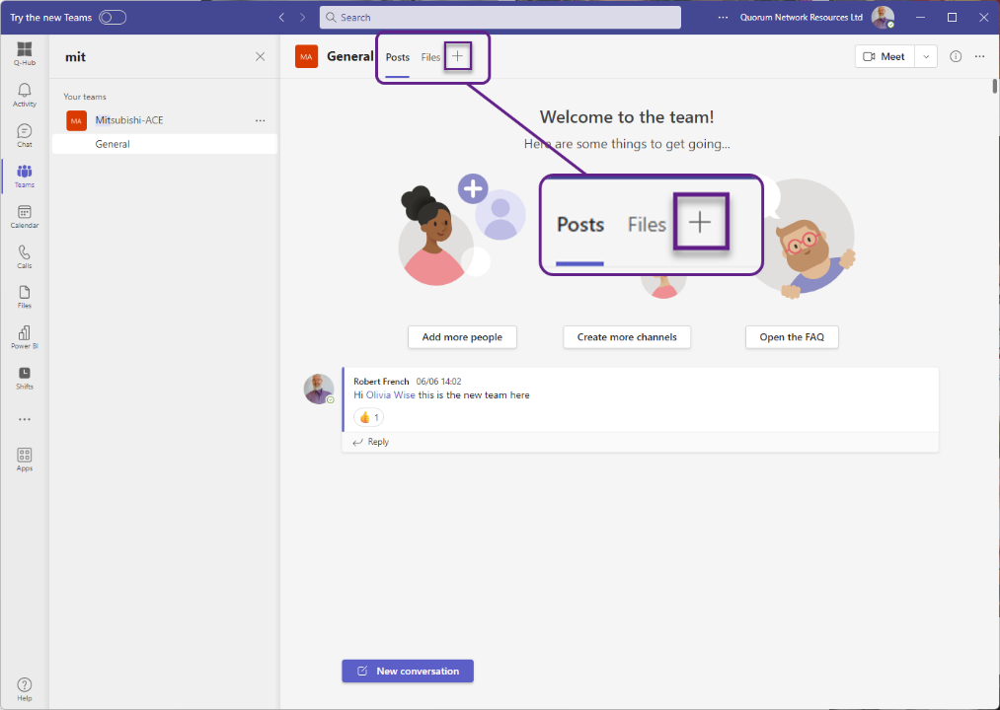 Try the new Teams
Search
Quorum Network Resources Ltd
Q-Hub
Activity
Chat
Teams
Calendar
Calls
Files
Power BI
Shifts
Apps
Help
mit
Your teams
MA Mitsubishi-ACE
General
MA General Posts Files
Meet
Welcome to the team!
Here are some things to get going...
Posts Files
Add more people
Create more channels
Open the FAQ
Robert French 06/06 14:02
Hi Olivia Wise this is the new team here
1
Reply
New conversation